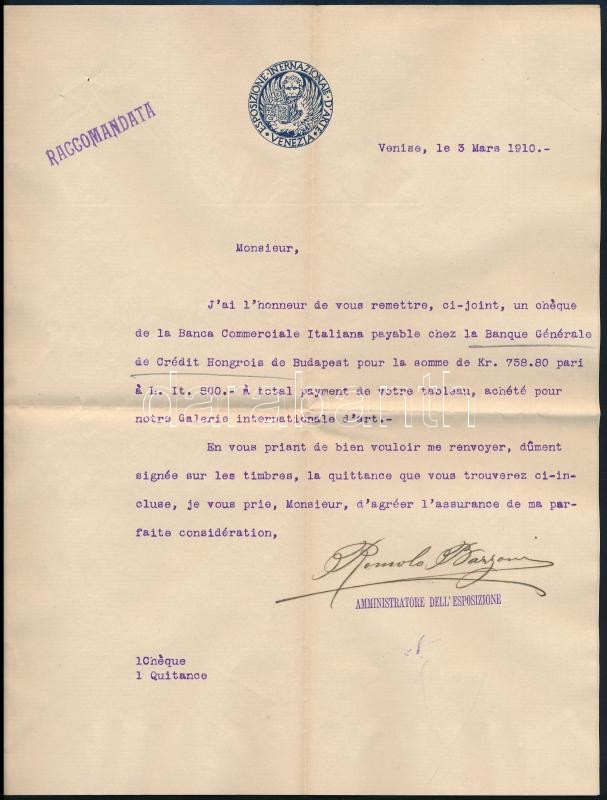 ESPOSIZIONE · INTERNAZIONALE · D'ARTE · VENEZIA ·
RACCOMANDATA
Venise, le 3 Mars 1910.-
Monsieur,
J'ai l'honneur de vous remettre, ci-joint, un chèque
de la Banca Commerciale Italiana payable chez la Banque Générale
de Crédit Hongrois de Budapest pour la somme de Kr. 758.80 pari
à L. It. 800.- à total payment de votre tableau, achété pour
notre Galerie internationale d'art.-
darabanth
En vous priant de bien vouloir me renvoyer, dûment
signée sur les timbres, la quittance que vous trouverez ci-in-
cluse, je vous prie, Monsieur, d'agréer l'assurance de ma par-
faite considération,
Romolo Bazzoni
AMMINISTRATORE DELL'ESPOSIZIONE
1Chèque
1 Quitance